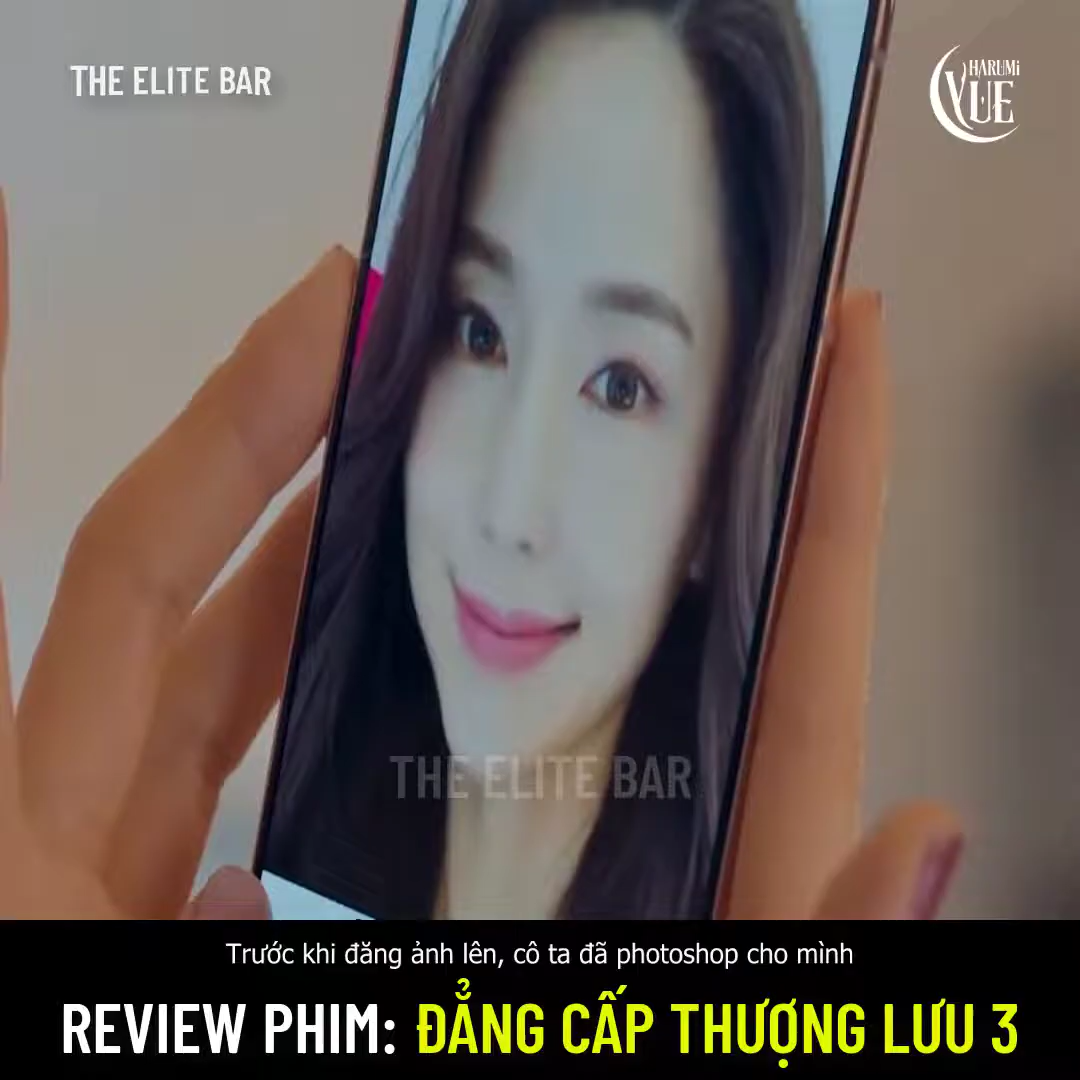 THE ELITE BAR
HARUMi
YUE
THE ELITE BAR
Trước khi đăng ảnh lên, cô ta đã photoshop cho mình
REVIEW PHIM: ĐẲNG CẤP THƯỢNG LƯU 3